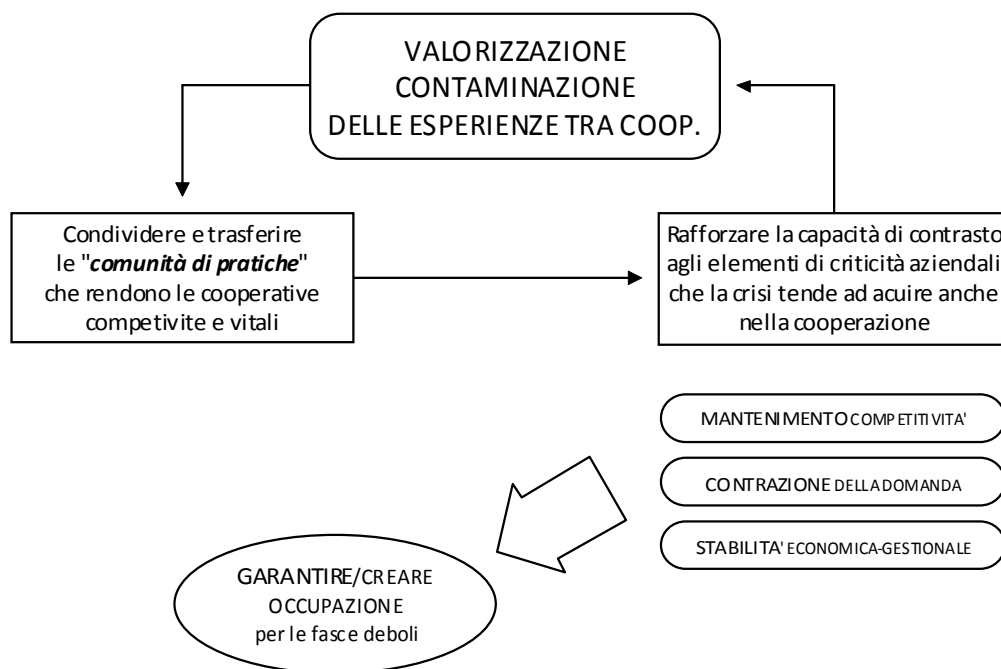 VALORIZZAZIONE
CONTAMINAZIONE
DELLE ESPERIENZE TRA COOP.
Condividere e trasferire
le "comunità di pratiche"
che rendono le cooperative
competivite e vitali
Rafforzare la capacità di contrasto
agli elementi di criticità aziendali
che la crisi tende ad acuire anche
nella cooperazione
MANTENIMENTO COMPETITIVITA'
CONTRAZIONE DELLA DOMANDA
STABILITA' ECONOMICA-GESTIONALE
GARANTIRE/CREARE
OCCUPAZIONE
per le fasce deboli